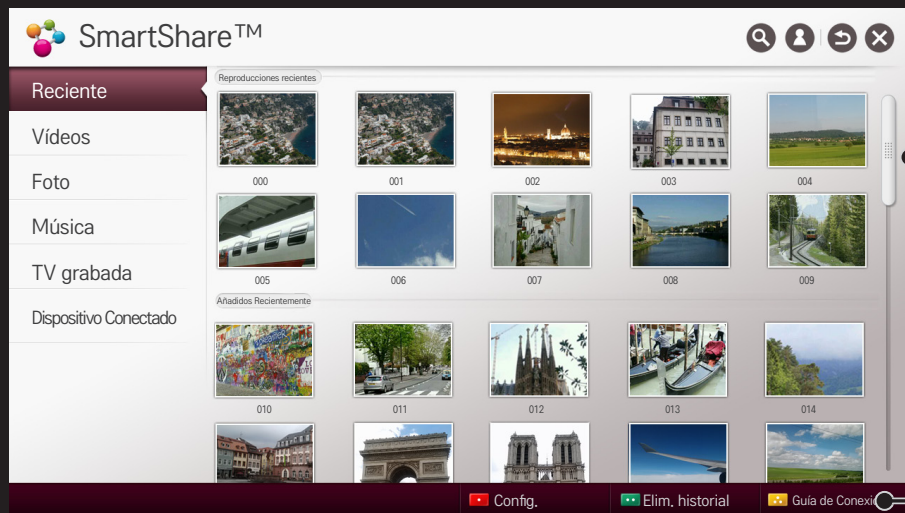 SmartShare™
Reciente
Vídeos
Foto
Música
TV grabada
Dispositivo Conectado
Reproducciones recientes
000 001 002 003 004
005 006 007 008 009
Añadidos Recientemente
010 011 012 013 014
Config. Elim. historial Guía de